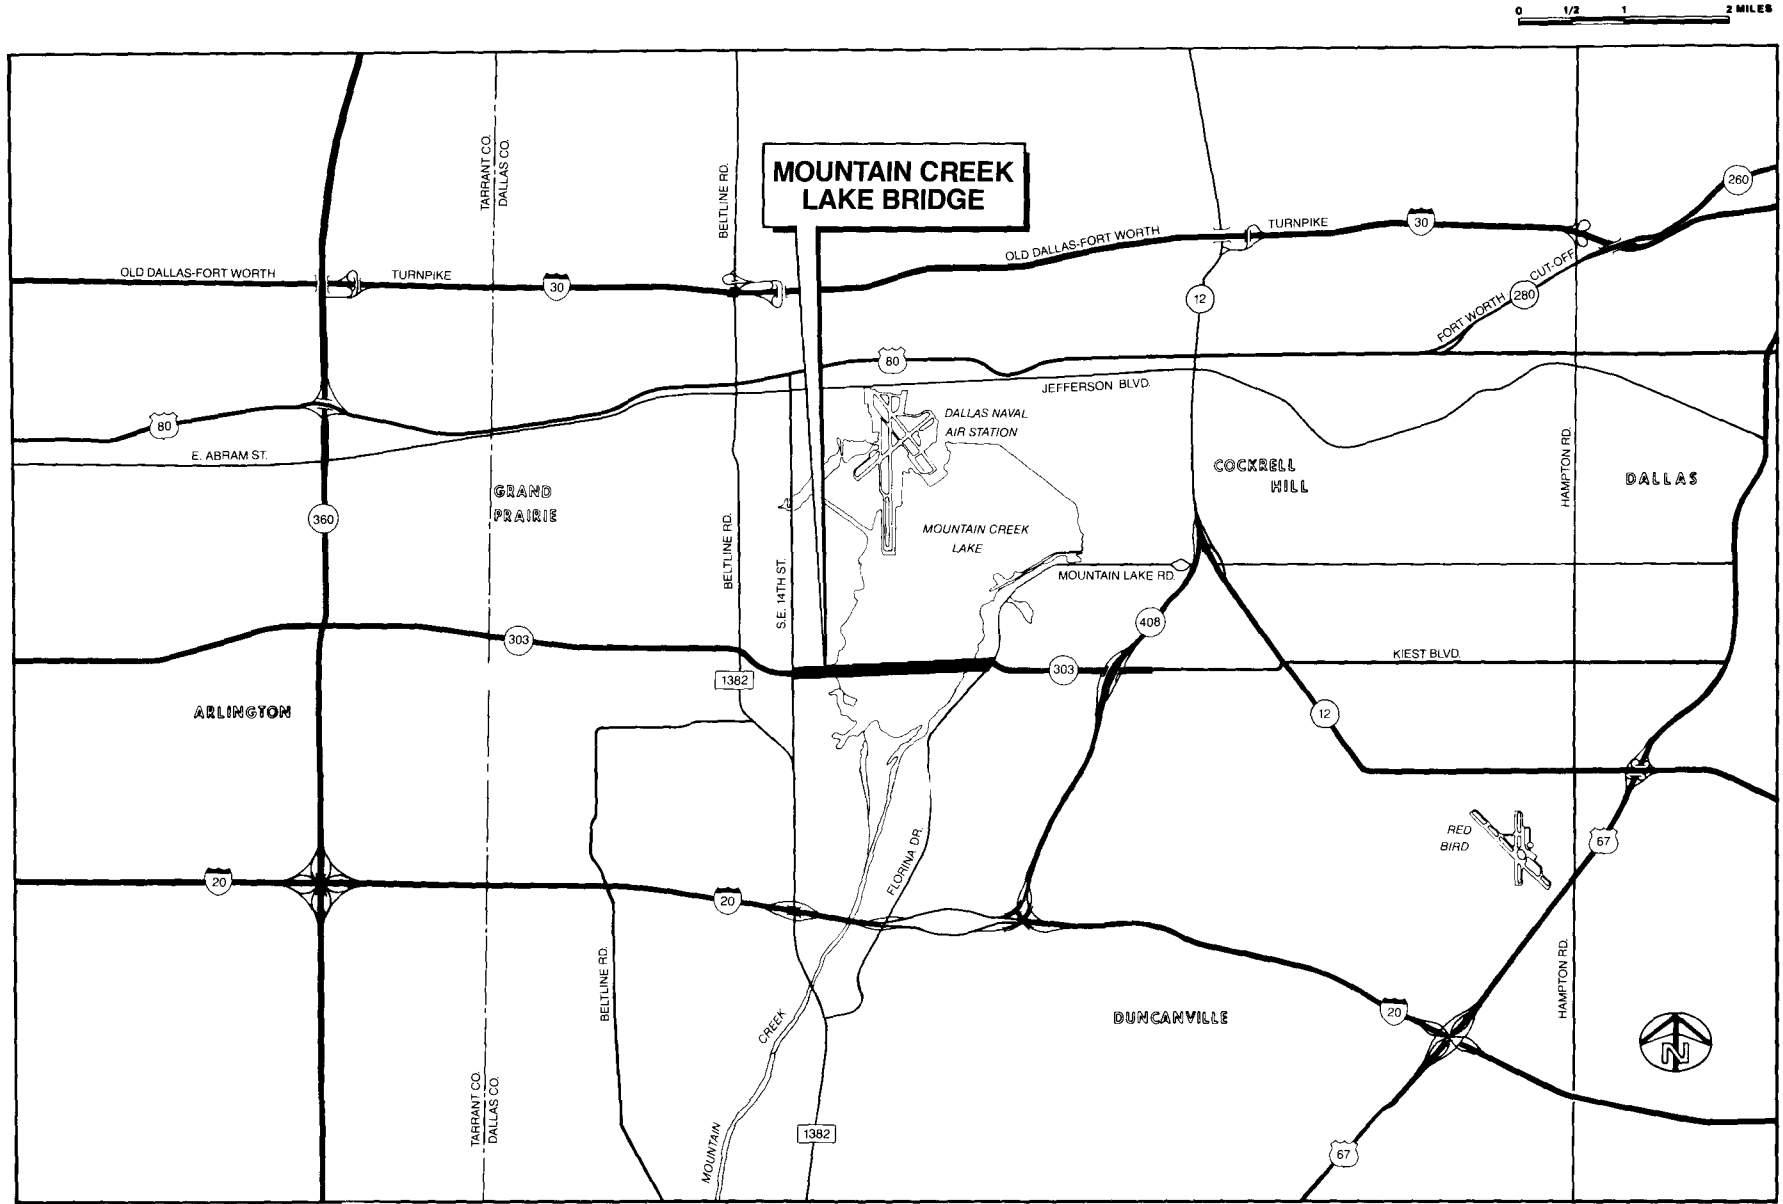 0 1/2 1 2 MILES
MOUNTAIN CREEK
LAKE BRIDGE
TARRANT CO.
DALLAS CO.
BELTLINE RD.
260
OLD DALLAS-FORT WORTH
TURNPIKE
30
OLD DALLAS-FORT WORTH
TURNPIKE
30
12
FORT WORTH
CUT-OFF
280
80
80
JEFFERSON BLVD.
E. ABRAM ST.
DALLAS NAVAL
AIR STATION
GRAND
PRAIRIE
COCKRELL
HILL
HAMPTON RD.
DALLAS
360
BELTLINE RD.
S.E. 14TH ST.
MOUNTAIN CREEK
LAKE
MOUNTAIN LAKE RD.
408
303
303
KIEST BLVD.
1382
ARLINGTON
12
RED
BIRD
67
20
20
FLORINA DR.
BELTLINE RD.
HAMPTON RD.
20
DUNCANVILLE
N
TARRANT CO.
DALLAS CO.
MOUNTAIN
CREEK
1382
67